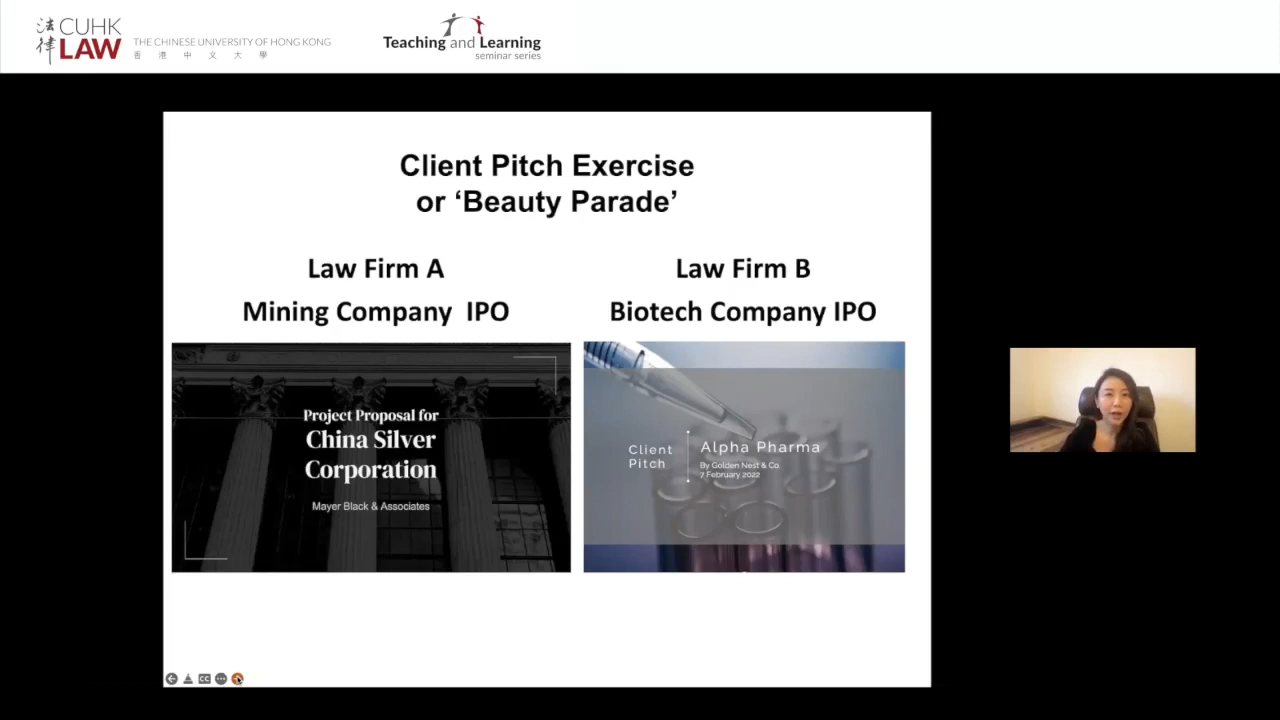 法律
CUHK
LAW
THE CHINESE UNIVERSITY OF HONG KONG
香港中文大學
Teaching and Learning
seminar series
Client Pitch Exercise
or ‘Beauty Parade’
Law Firm A
Mining Company IPO
Law Firm B
Biotech Company IPO
Project Proposal for
China Silver
Corporation
Mayer Black & Associates
Client
Pitch
Alpha Pharma
By Golden Nest & Co.
7 February 2022
CC